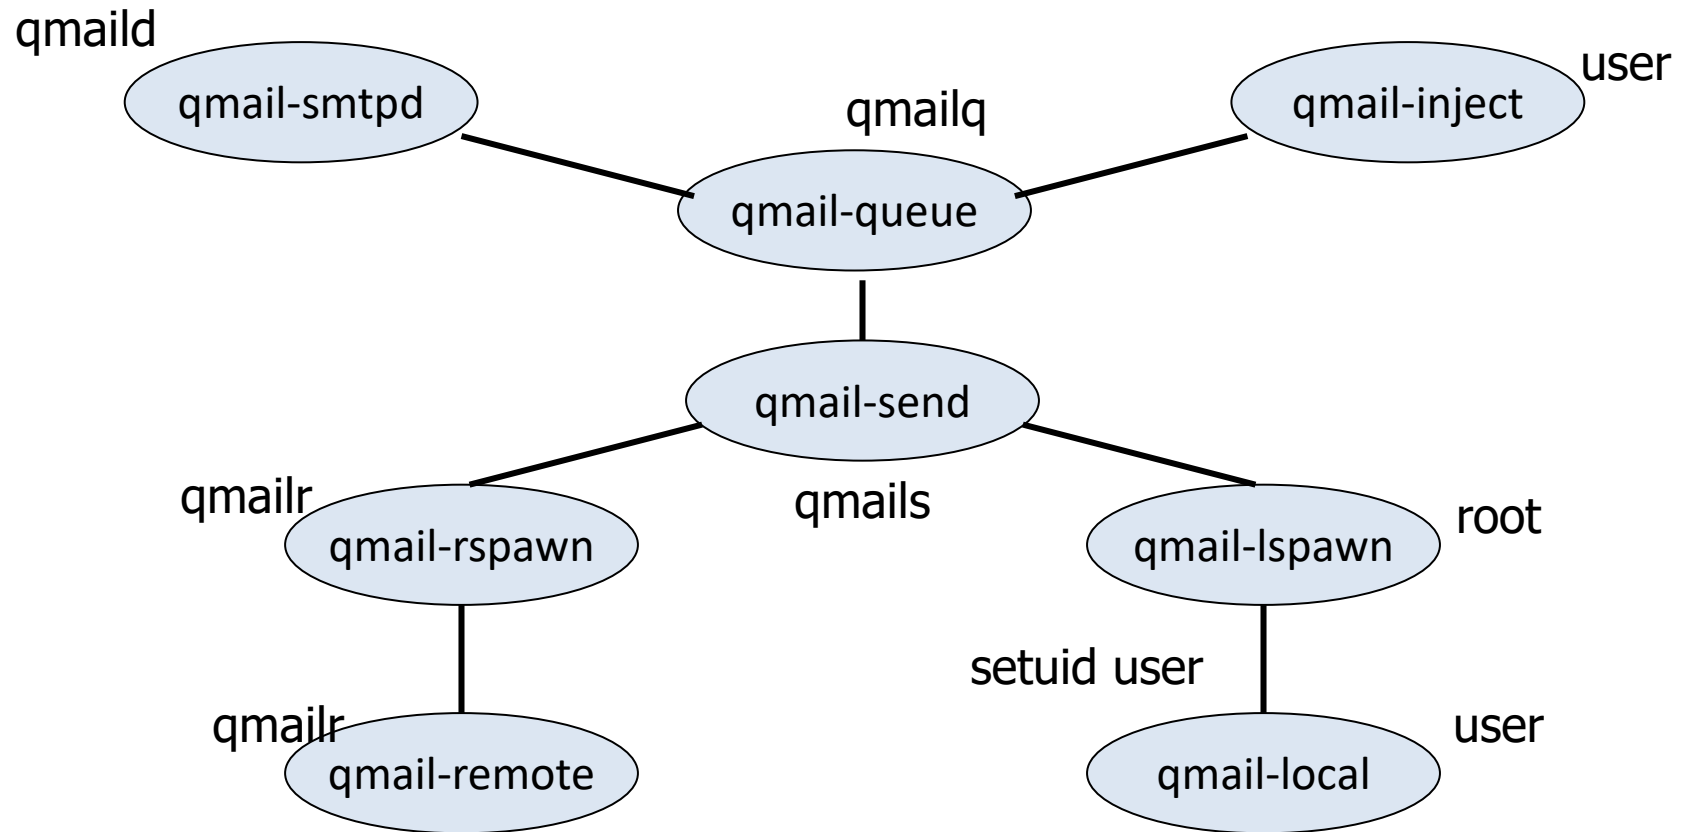 qmaild
qmail-smtpd
user
qmail-inject
qmailq
qmail-queue
qmail-send
qmails
qmailr
qmail-rspawn
root
qmail-lspawn
setuid user
qmailr
qmail-remote
user
qmail-local